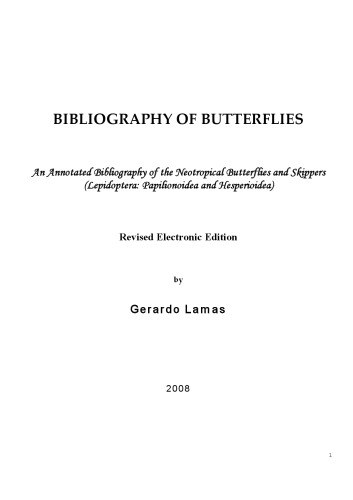 BIBLIOGRAPHY OF BUTTERFLIES
An Annotated Bibliography of the Neotropical Butterflies and Skippers
(Lepidoptera: Papilionoidea and Hesperioidea)
Revised Electronic Edition
by
Gerardo Lamas
2008
1